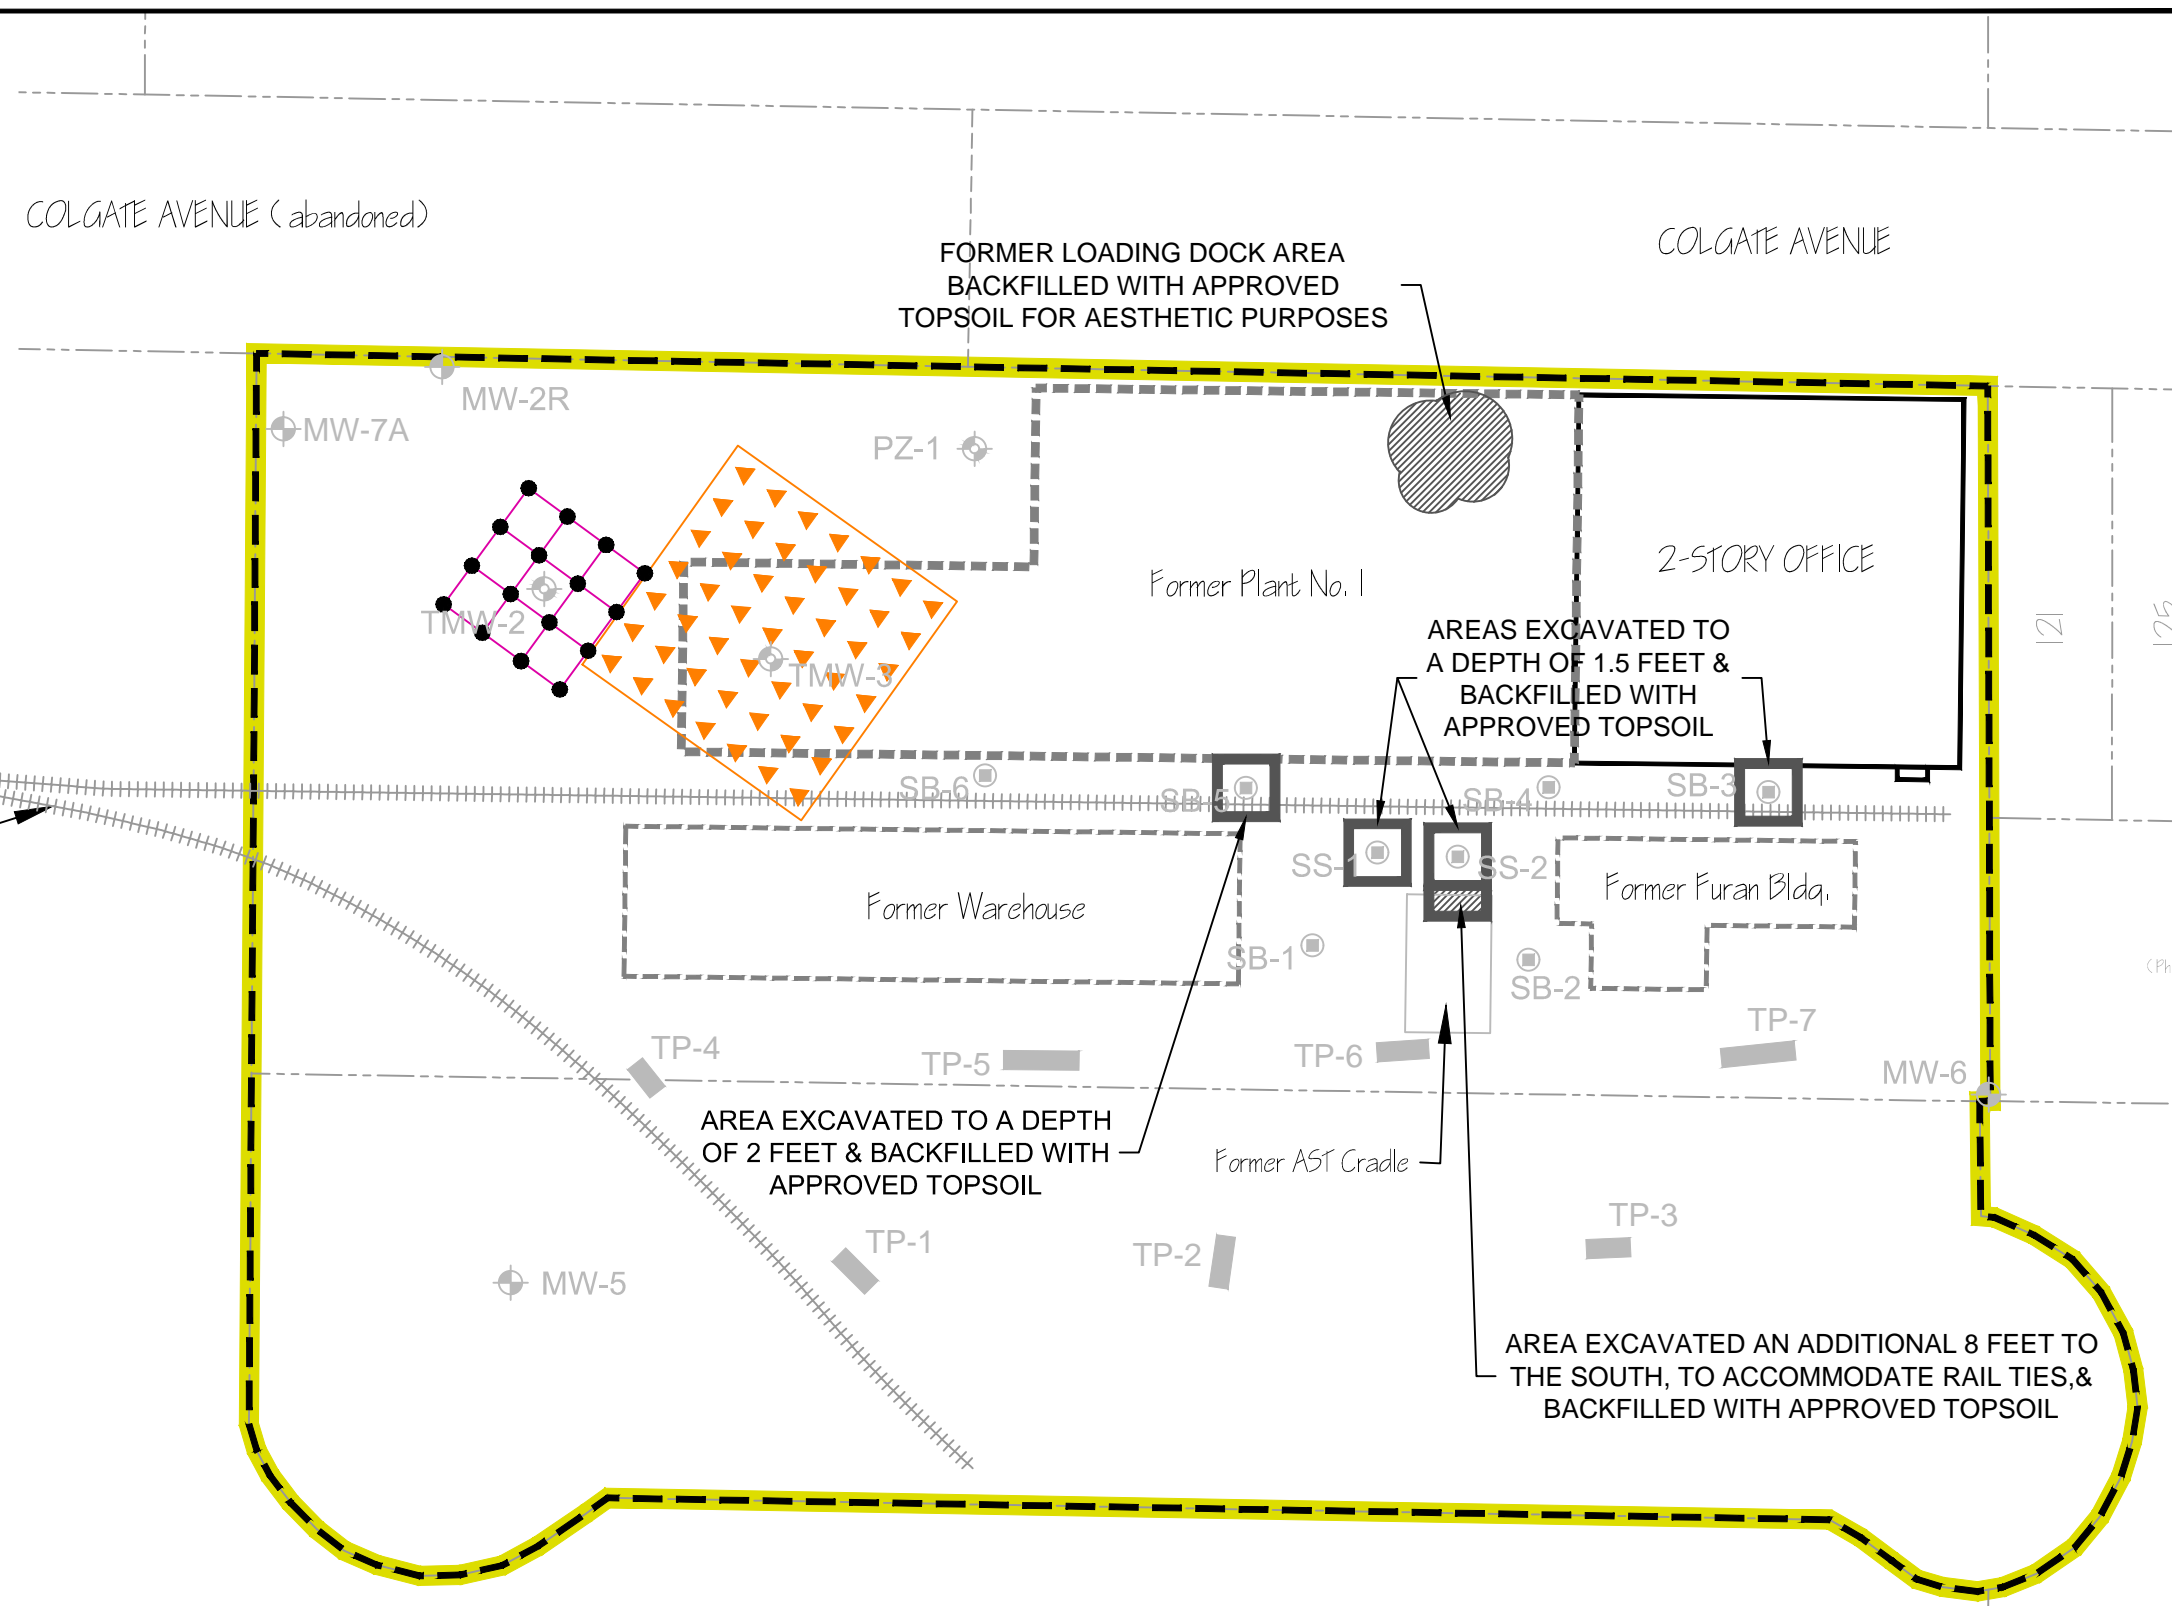 COLGATE AVENUE (abandoned)
COLGATE AVENUE
FORMER LOADING DOCK AREA
BACKFILLED WITH APPROVED
TOPSOIL FOR AESTHETIC PURPOSES
MW-2R
MW-7A
PZ-1
2-STORY OFFICE
Former Plant No. 1
121
125
TMW-2
TMW-3
AREAS EXCAVATED TO
A DEPTH OF 1.5 FEET &
BACKFILLED WITH
APPROVED TOPSOIL
SB-6
SB-5
SB-4
SB-3
SS-1
SS-2
Former Warehouse
Former Furan Bldg.
SB-1
SB-2
(Ph
TP-4
TP-5
TP-6
TP-7
MW-6
AREA EXCAVATED TO A DEPTH
OF 2 FEET & BACKFILLED WITH
APPROVED TOPSOIL
Former AST Cradle
TP-1
TP-2
TP-3
MW-5
AREA EXCAVATED AN ADDITIONAL 8 FEET TO
THE SOUTH, TO ACCOMMODATE RAIL TIES,&
BACKFILLED WITH APPROVED TOPSOIL